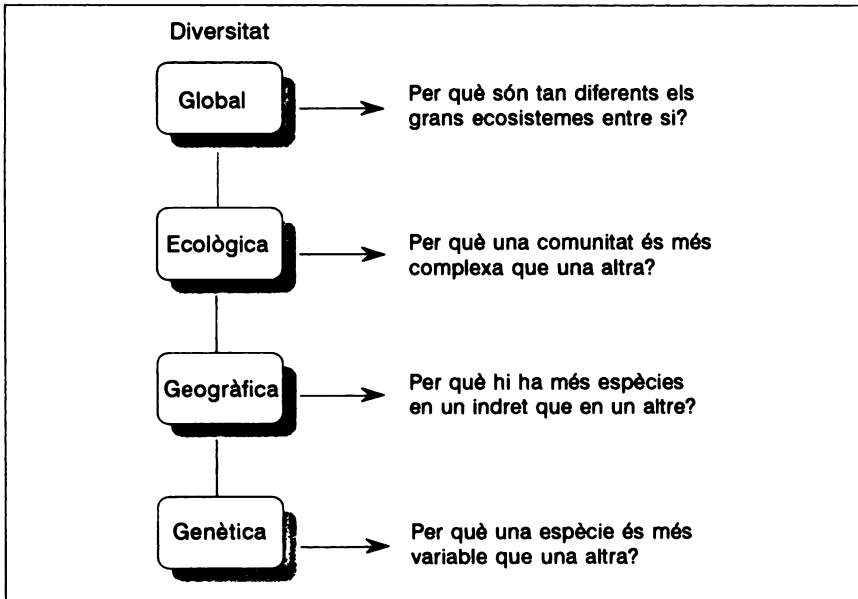 Diversitat
Global
Per què són tan diferents els
grans ecosistemes entre si?
Ecològica
Per què una comunitat és més
complexa que una altra?
Geogràfica
Per què hi ha més espècies
en un indret que en un altre?
Genètica
Per què una espècie és més
variable que una altra?